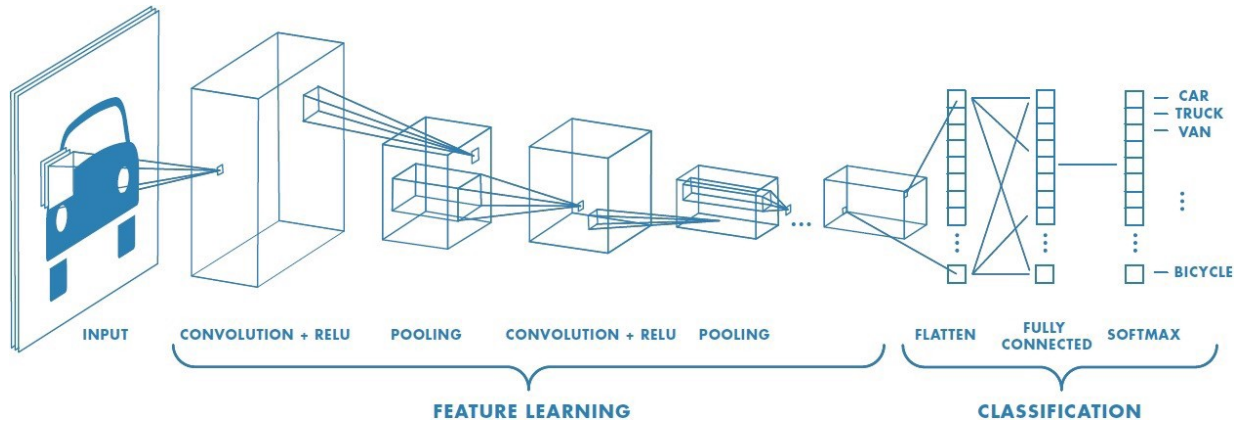 CAR
TRUCK
VAN
BICYCLE
INPUT
CONVOLUTION + RELU
POOLING
CONVOLUTION + RELU
POOLING
FLATTEN
FULLY
CONNECTED
SOFTMAX
FEATURE LEARNING
CLASSIFICATION